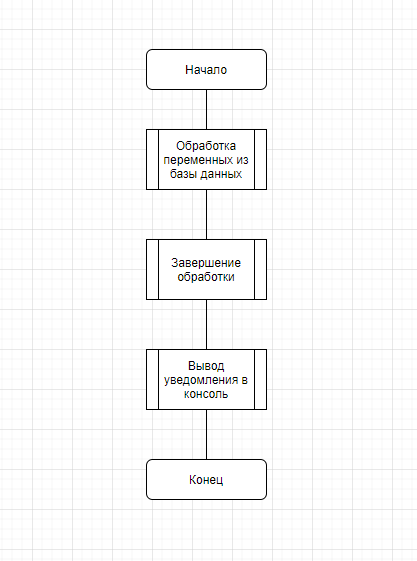 Начало
Обработка
переменных из
базы данных
Завершение
обработки
Вывод
уведомления в
консоль
Конец